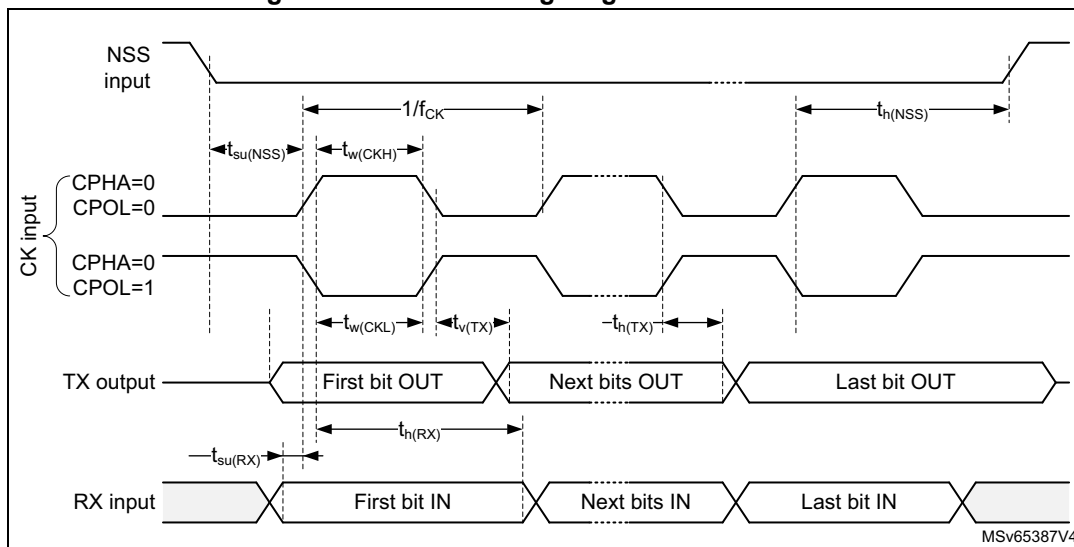 NSS
input
1/fCK
th(NSS)
tsu(NSS)
tw(CKH)
CK input
CPHA=0
CPOL=0
CPHA=0
CPOL=1
tw(CKL)
tv(TX)
th(TX)
TX output
First bit OUT
Next bits OUT
Last bit OUT
th(RX)
tsu(RX)
RX input
First bit IN
Next bits IN
Last bit IN
MSv65387V4